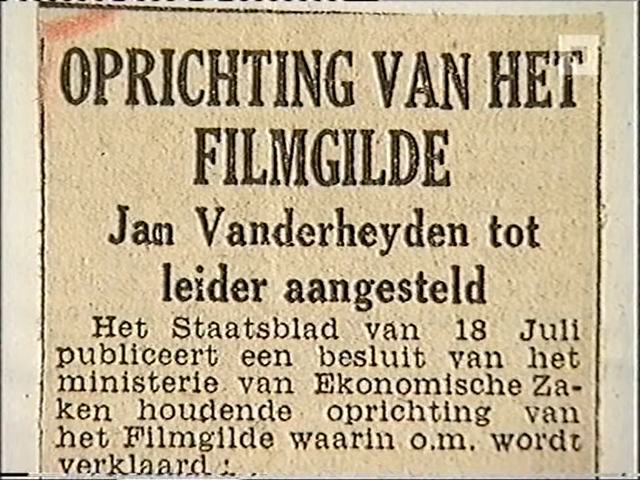 OPRICHTING VAN HET
FILMGILDE
Jan Vanderheyden tot
leider aangesteld
Het Staatsblad van 18 Juli
publiceert een besluit van het
ministerie van Ekonomische Za-
ken houdende oprichting van
het Filmgilde waarin o.m. wordt
verklaard :